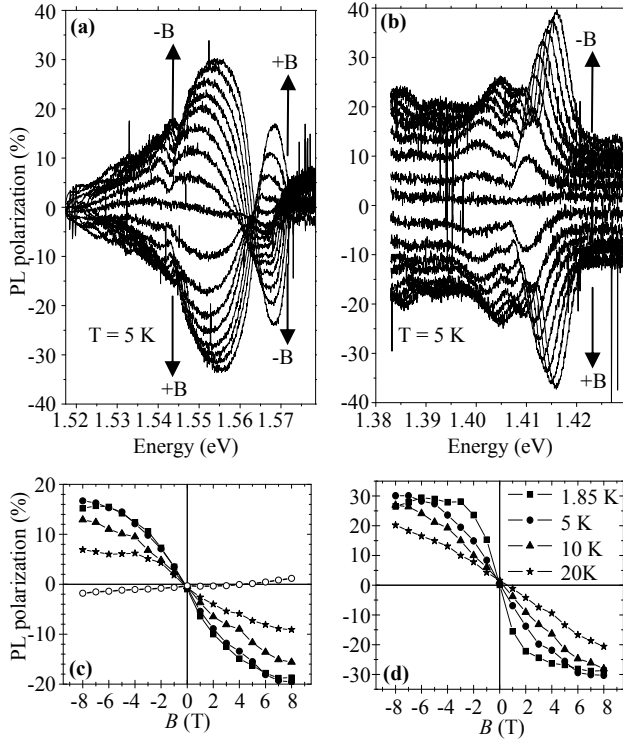 (a)
-B
+B
40
30
20
10
0
-10
-20
-30
-40
PL polarization (%)
T = 5 K
+B
-B
1.52 1.53 1.54 1.55 1.56 1.57
Energy (eV)
(b)
-B
40
30
20
10
0
-10
-20
-30
-40
T = 5 K
+B
1.38 1.39 1.40 1.41 1.42
Energy (eV)
20
10
0
-10
-20
PL polarization (%)
(c)
-8 -6 -4 -2 0 2 4 6 8
B (T)
30
20
10
0
-10
-20
-30
1.85 K
5 K
10 K
20K
(d)
-8 -6 -4 -2 0 2 4 6 8
B (T)